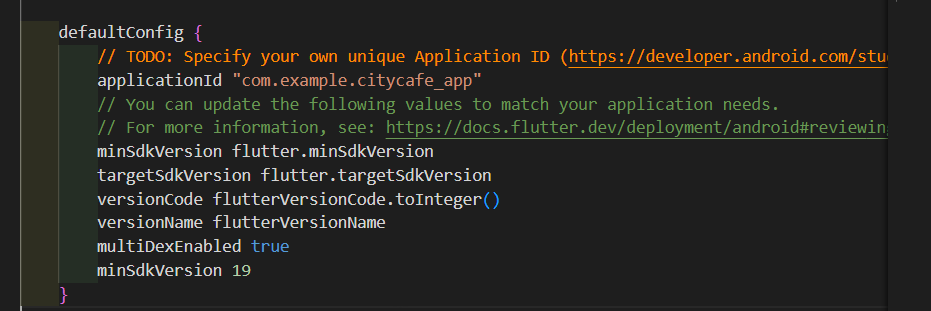 defaultConfig {
// TODO: Specify your own unique Application ID (https://developer.android.com/stu
applicationId "com.example.citycafe_app"
// You can update the following values to match your application needs.
// For more information, see: https://docs.flutter.dev/deployment/android#reviewing
minSdkVersion flutter.minSdkVersion
targetSdkVersion flutter.targetSdkVersion
versionCode flutterVersionCode.toInteger()
versionName flutterVersionName
multiDexEnabled true
minSdkVersion 19
}